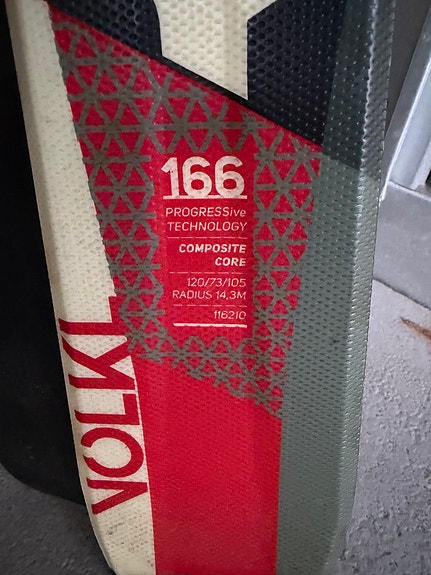 166
PROGRESSive
TECHNOLOGY
COMPOSITE
CORE
120/73/105
RADIUS 14,3M
116210
VOLKL